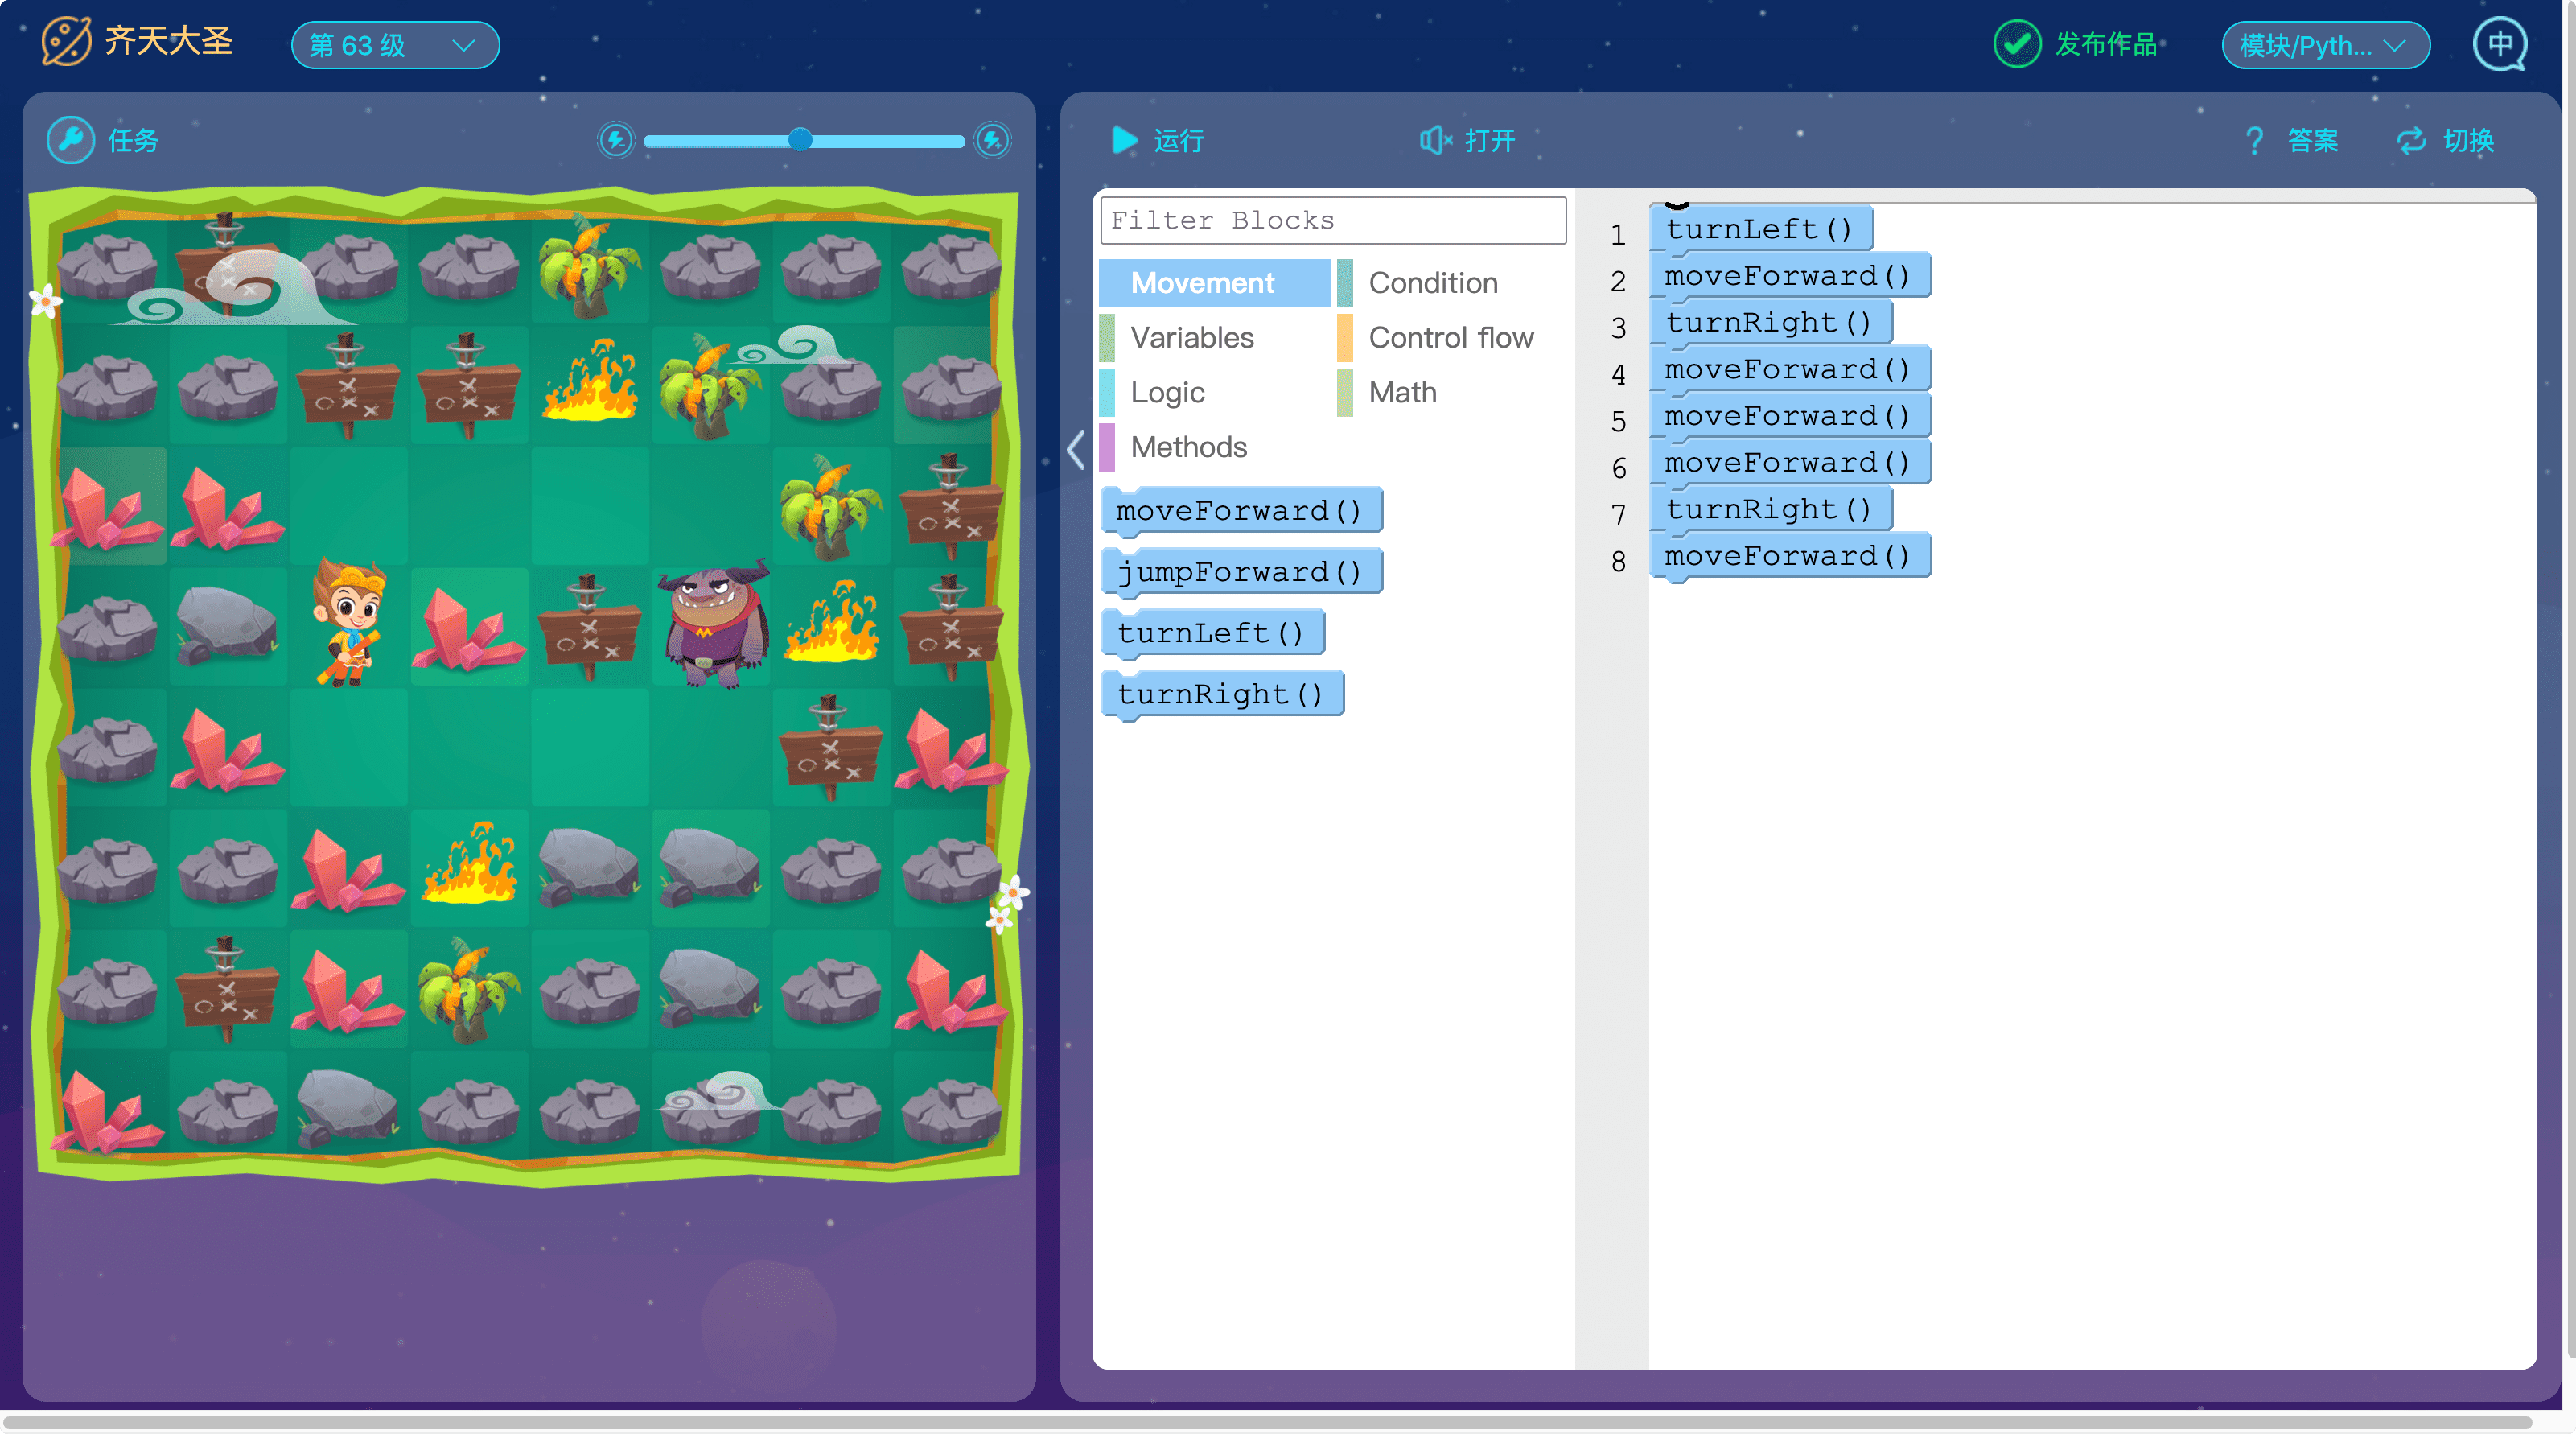 齐天大圣
第 63 级
发布作品
模块/Pyth...
中
任务
运行
打开
? 答案
切换
Filter Blocks
Movement
Condition
Variables
Control flow
Logic
Math
Methods
moveForward()
jumpForward()
turnLeft()
turnRight()
1 turnLeft()
2 moveForward()
3 turnRight()
4 moveForward()
5 moveForward()
6 moveForward()
7 turnRight()
8 moveForward()